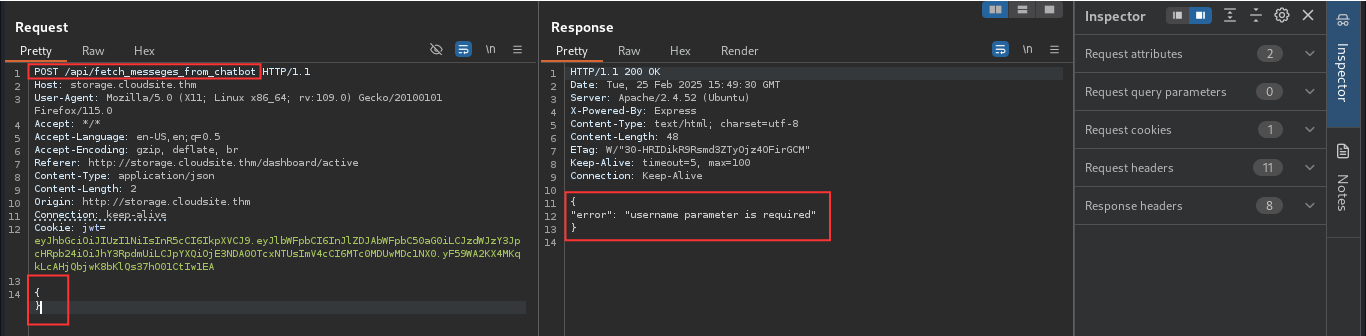 Request
Pretty Raw Hex
\n
1 POST /api/fetch_messeges_from_chatbot HTTP/1.1
2 Host: storage.cloudsite.thm
3 User-Agent: Mozilla/5.0 (X11; Linux x86_64; rv:109.0) Gecko/20100101
Firefox/115.0
4 Accept: */*
5 Accept-Language: en-US,en;q=0.5
6 Accept-Encoding: gzip, deflate, br
7 Referer: http://storage.cloudsite.thm/dashboard/active
8 Content-Type: application/json
9 Content-Length: 2
10 Origin: http://storage.cloudsite.thm
11 Connection: keep-alive
12 Cookie: jwt=
13
14 {
}
Response
Pretty Raw Hex Render
\n
1 HTTP/1.1 200 OK
2 Date: Tue, 25 Feb 2025 15:49:30 GMT
3 Server: Apache/2.4.52 (Ubuntu)
4 X-Powered-By: Express
5 Content-Type: text/html; charset=utf-8
6 Content-Length: 48
7 ETag: W/"30-HRIDikR9Rsmd3ZTyOjz4OFirGCM"
8 Keep-Alive: timeout=5, max=100
9 Connection: Keep-Alive
10
11 {
12 "error": "username parameter is required"
13 }
14
Inspector
Request attributes 2
Request query parameters 0
Request cookies 1
Request headers 11
Response headers 8
Inspector
Notes